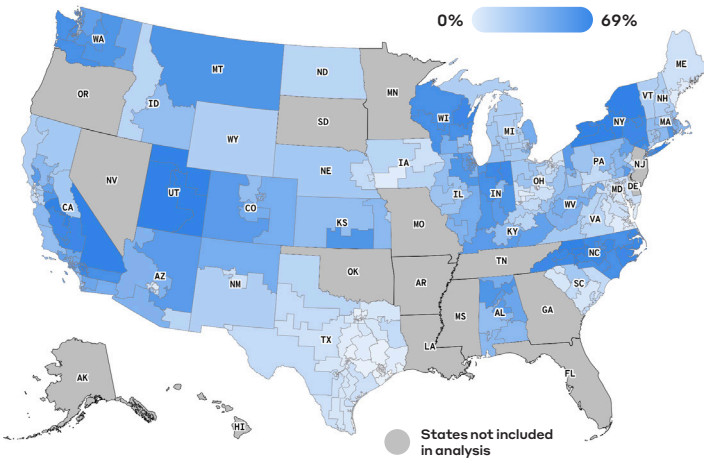 0% 69%
WA
MT
ND
MN
ME
OR
ID
SD
WI
VT
NH
WY
MI
NY
MA
IA
NE
PA
NV
UT
CO
IL
IN
OH
NJ
MD
DE
CA
KS
MO
WV
VA
KY
AZ
NM
OK
AR
TN
NC
SC
MS
AL
GA
TX
LA
FL
AK
HI
States not included
in analysis